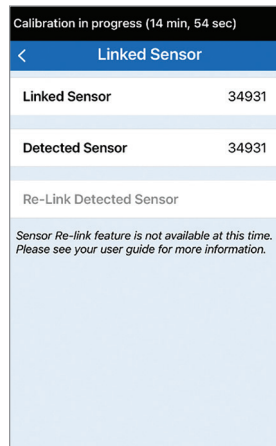 Calibration in progress (14 min, 54 sec)
Linked Sensor
Linked Sensor 34931
Detected Sensor 34931
Re-Link Detected Sensor
Sensor Re-link feature is not available at this time.
Please see your user guide for more information.